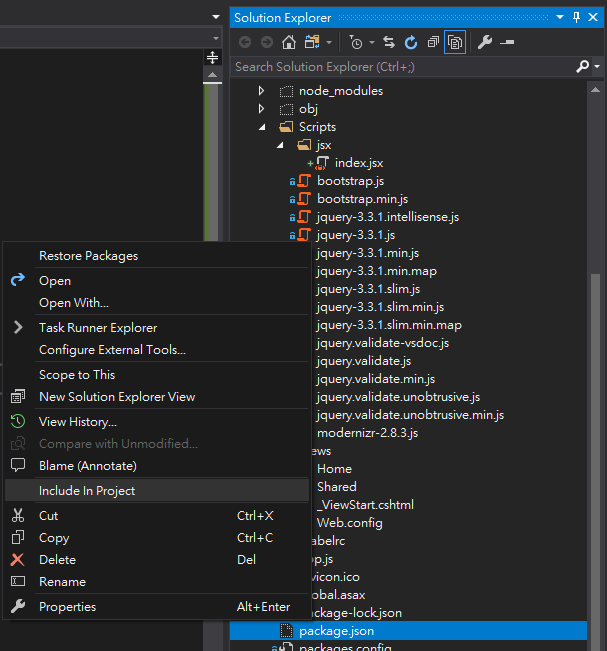 Solution Explorer
Search Solution Explorer (Ctrl+;)
node_modules
obj
Scripts
jsx
index.jsx
bootstrap.js
bootstrap.min.js
jquery-3.3.1.intellisense.js
jquery-3.3.1.js
jquery-3.3.1.min.js
jquery-3.3.1.min.map
jquery-3.3.1.slim.js
jquery-3.3.1.slim.min.js
jquery-3.3.1.slim.min.map
jquery.validate-vsdoc.js
jquery.validate.js
jquery.validate.min.js
jquery.validate.unobtrusive.js
jquery.validate.unobtrusive.min.js
modernizr-2.8.3.js
ews
Home
Shared
_ViewStart.cshtml
Web.config
abelrc
op.js
vicon.ico
lobal.asax
ackage-lock.json
package.json
packages.config
Restore Packages
Open
Open With...
Task Runner Explorer
Configure External Tools...
Scope to This
New Solution Explorer View
View History...
Compare with Unmodified...
Blame (Annotate)
Include In Project
Cut Ctrl+X
Copy Ctrl+C
Delete Del
Rename
Properties Alt+Enter